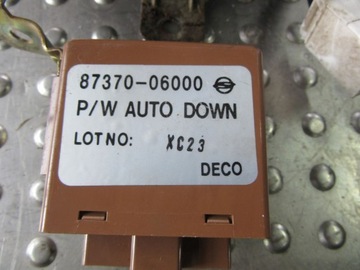 87370-06000
P/W AUTO DOWN
LOT NO: XC23
DECO